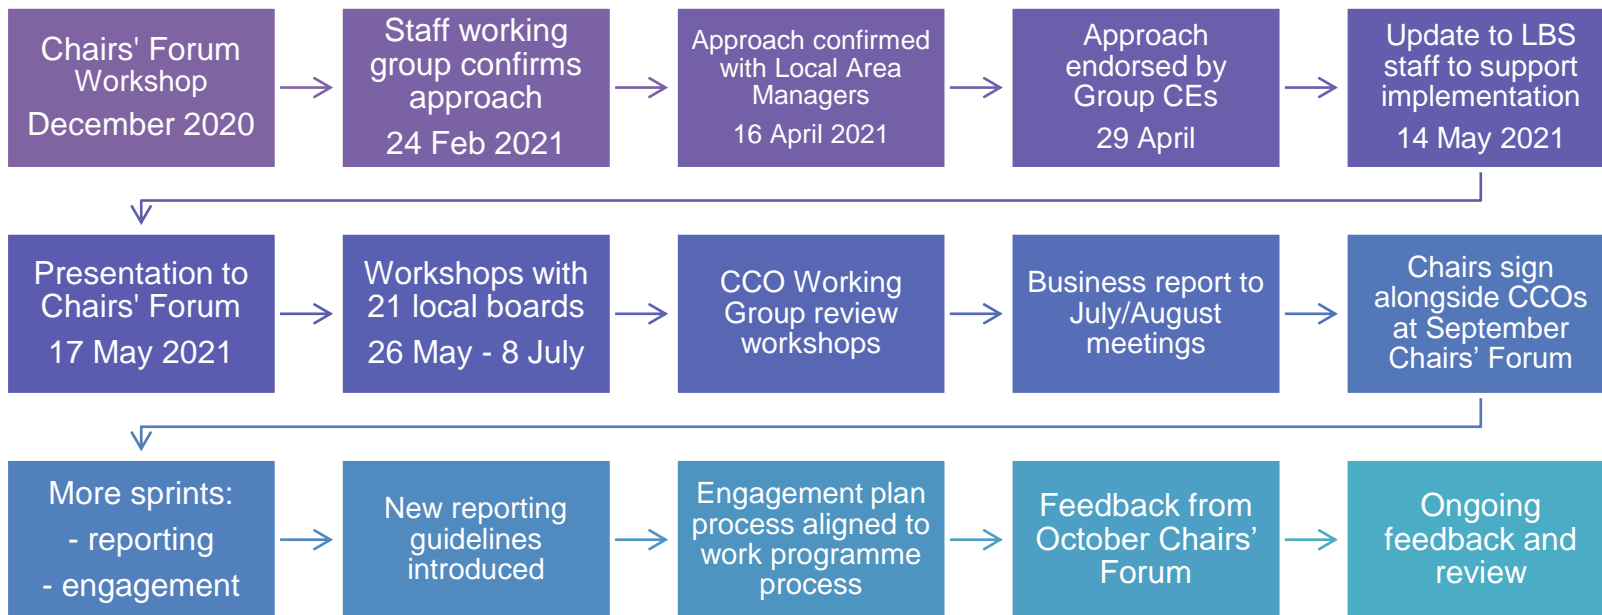 Chairs' Forum
Workshop
December 2020
Staff working
group confirms
approach
24 Feb 2021
Approach confirmed
with Local Area
Managers
16 April 2021
Approach
endorsed by
Group CEs
29 April
Update to LBS
staff to support
implementation
14 May 2021
Presentation to
Chairs' Forum
17 May 2021
Workshops with
21 local boards
26 May - 8 July
CCO Working
Group review
workshops
Business report to
July/August
meetings
Chairs sign
alongside CCOs
at September
Chairs’ Forum
More sprints:
- reporting
- engagement
New reporting
guidelines
introduced
Engagement plan
process aligned to
work programme
process
Feedback from
October Chairs’
Forum
Ongoing
feedback and
review